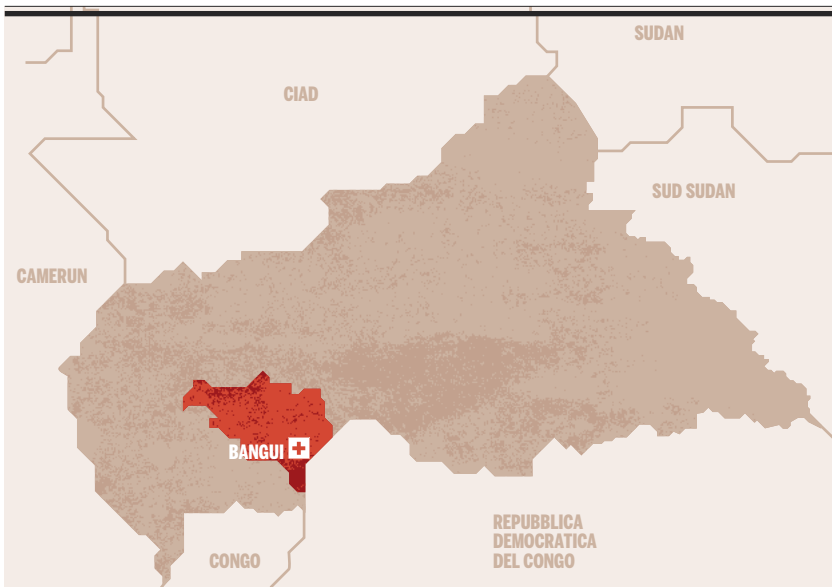 SUDAN
CIAD
SUD SUDAN
CAMERUN
BANGUI
REPUBBLICA
DEMOCRATICA
DEL CONGO
CONGO